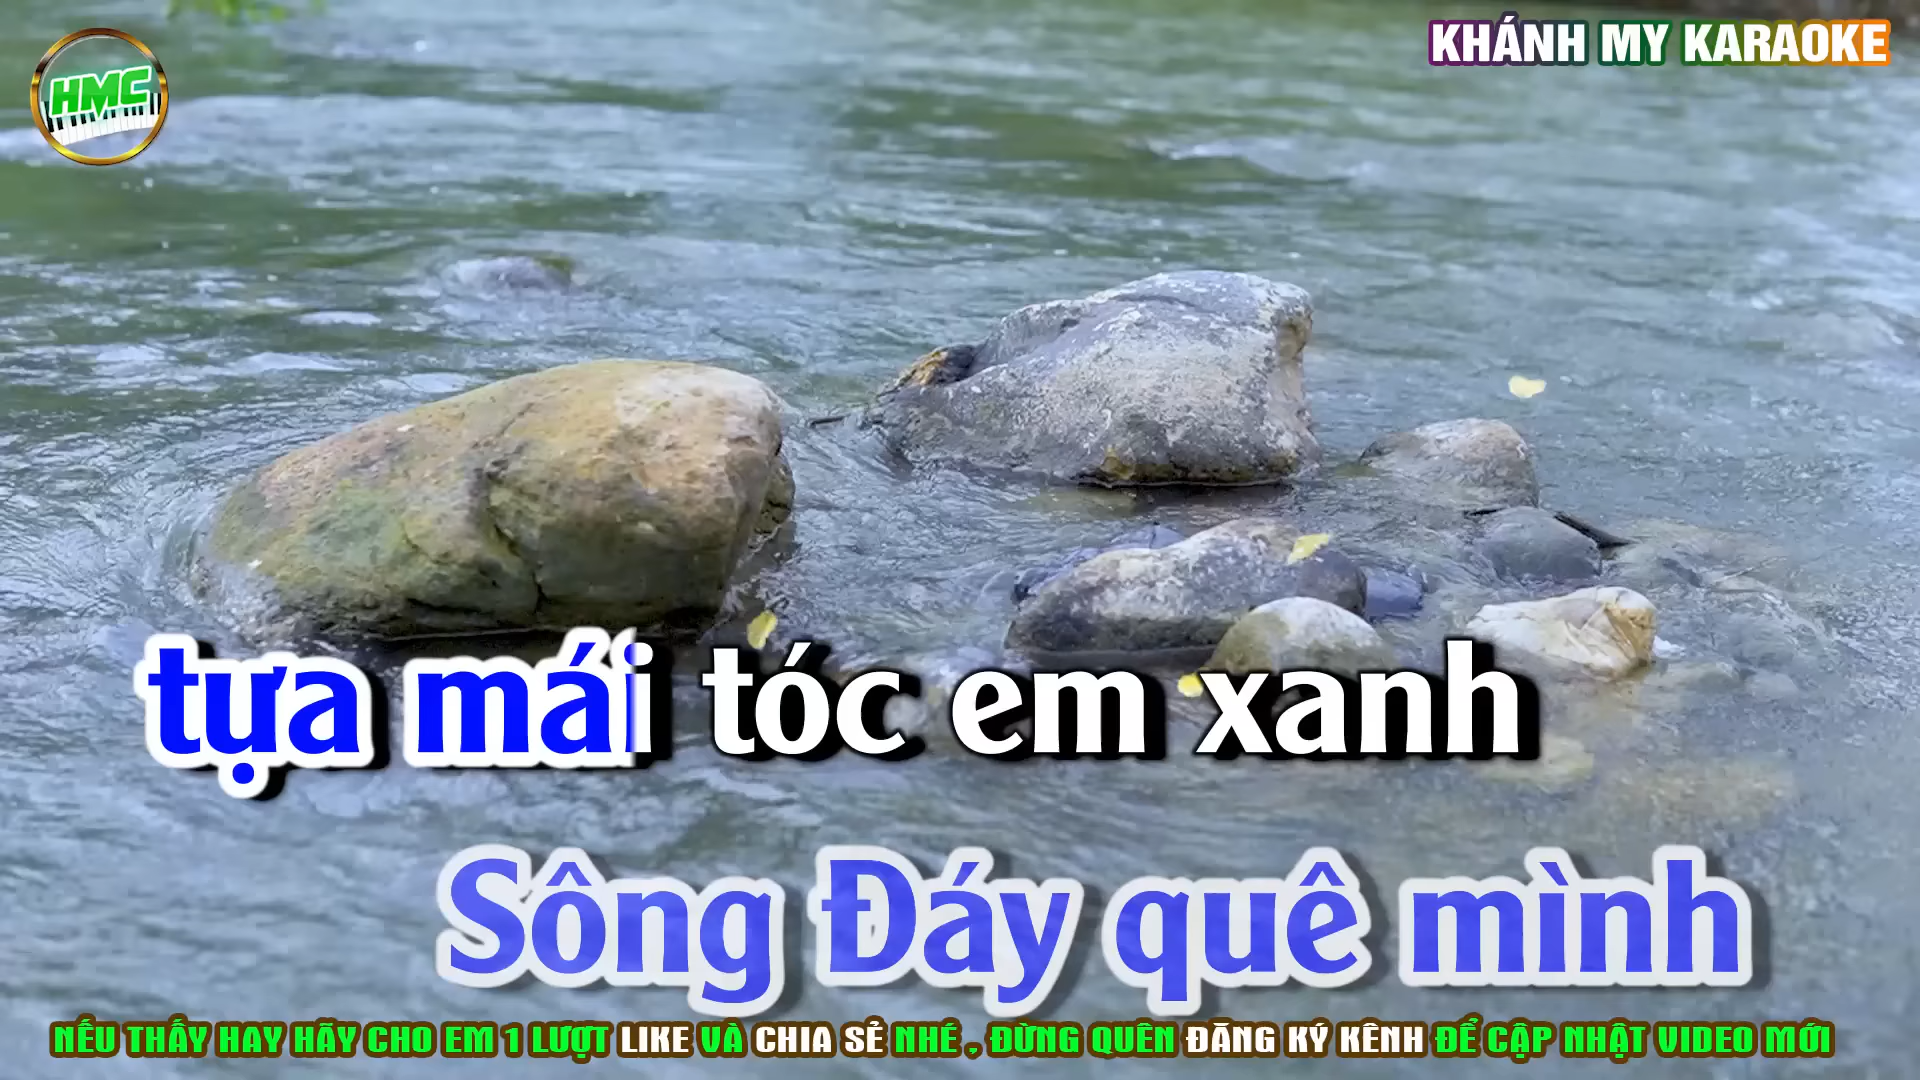 KHÁNH MY KARAOKE
HMC
tựa mái tóc em xanh
Sông Đáy quê mình
NẾU THẤY HAY HÃY CHO EM 1 LƯỢT LIKE VÀ CHIA SẺ NHÉ , ĐỪNG QUÊN ĐĂNG KÝ KÊNH ĐỂ CẬP NHẬT VIDEO MỚI